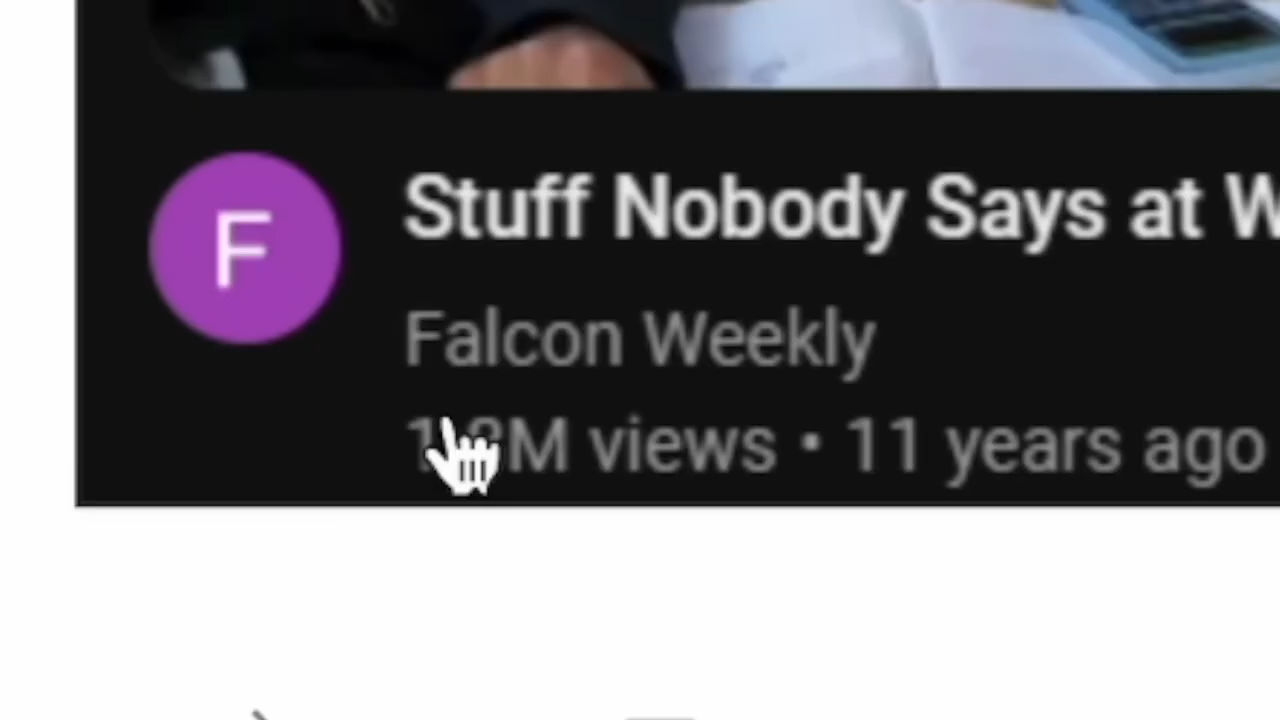 F
Stuff Nobody Says at
Falcon Weekly
views • 11 years ago